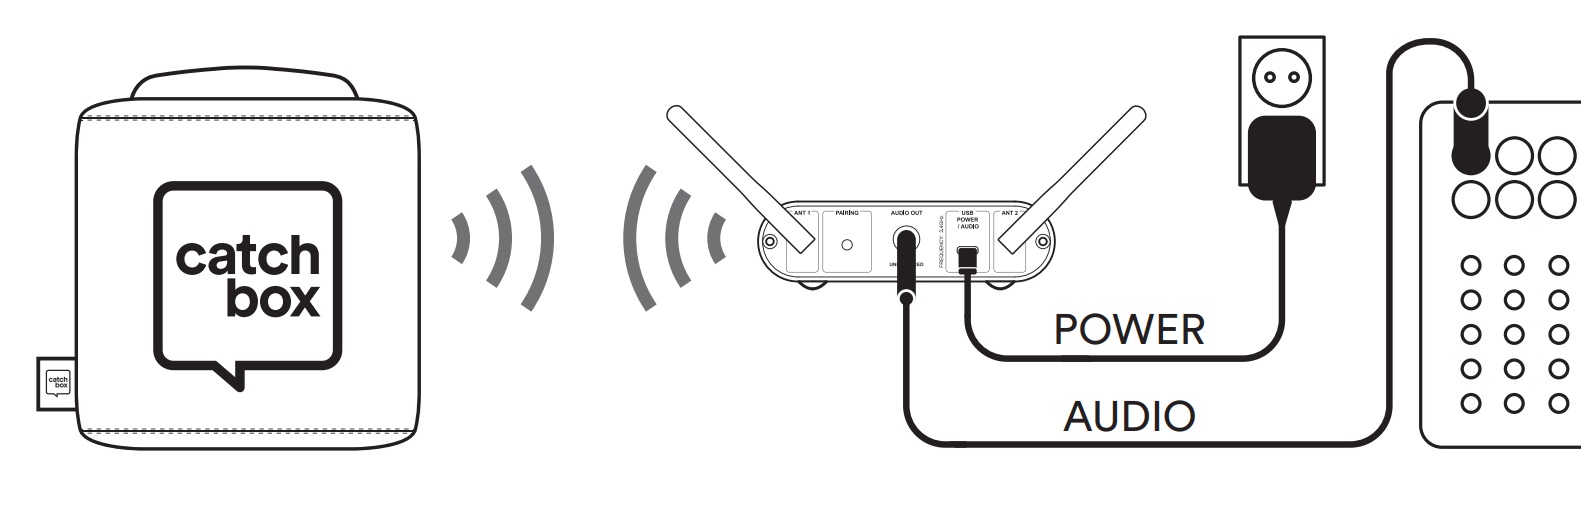 catch
box
catch
box
ANT 1
PAIRING
AUDIO OUT
FREQUENCY 2.4GHz
USB
POWER
/ AUDIO
ANT 2
POWER
AUDIO